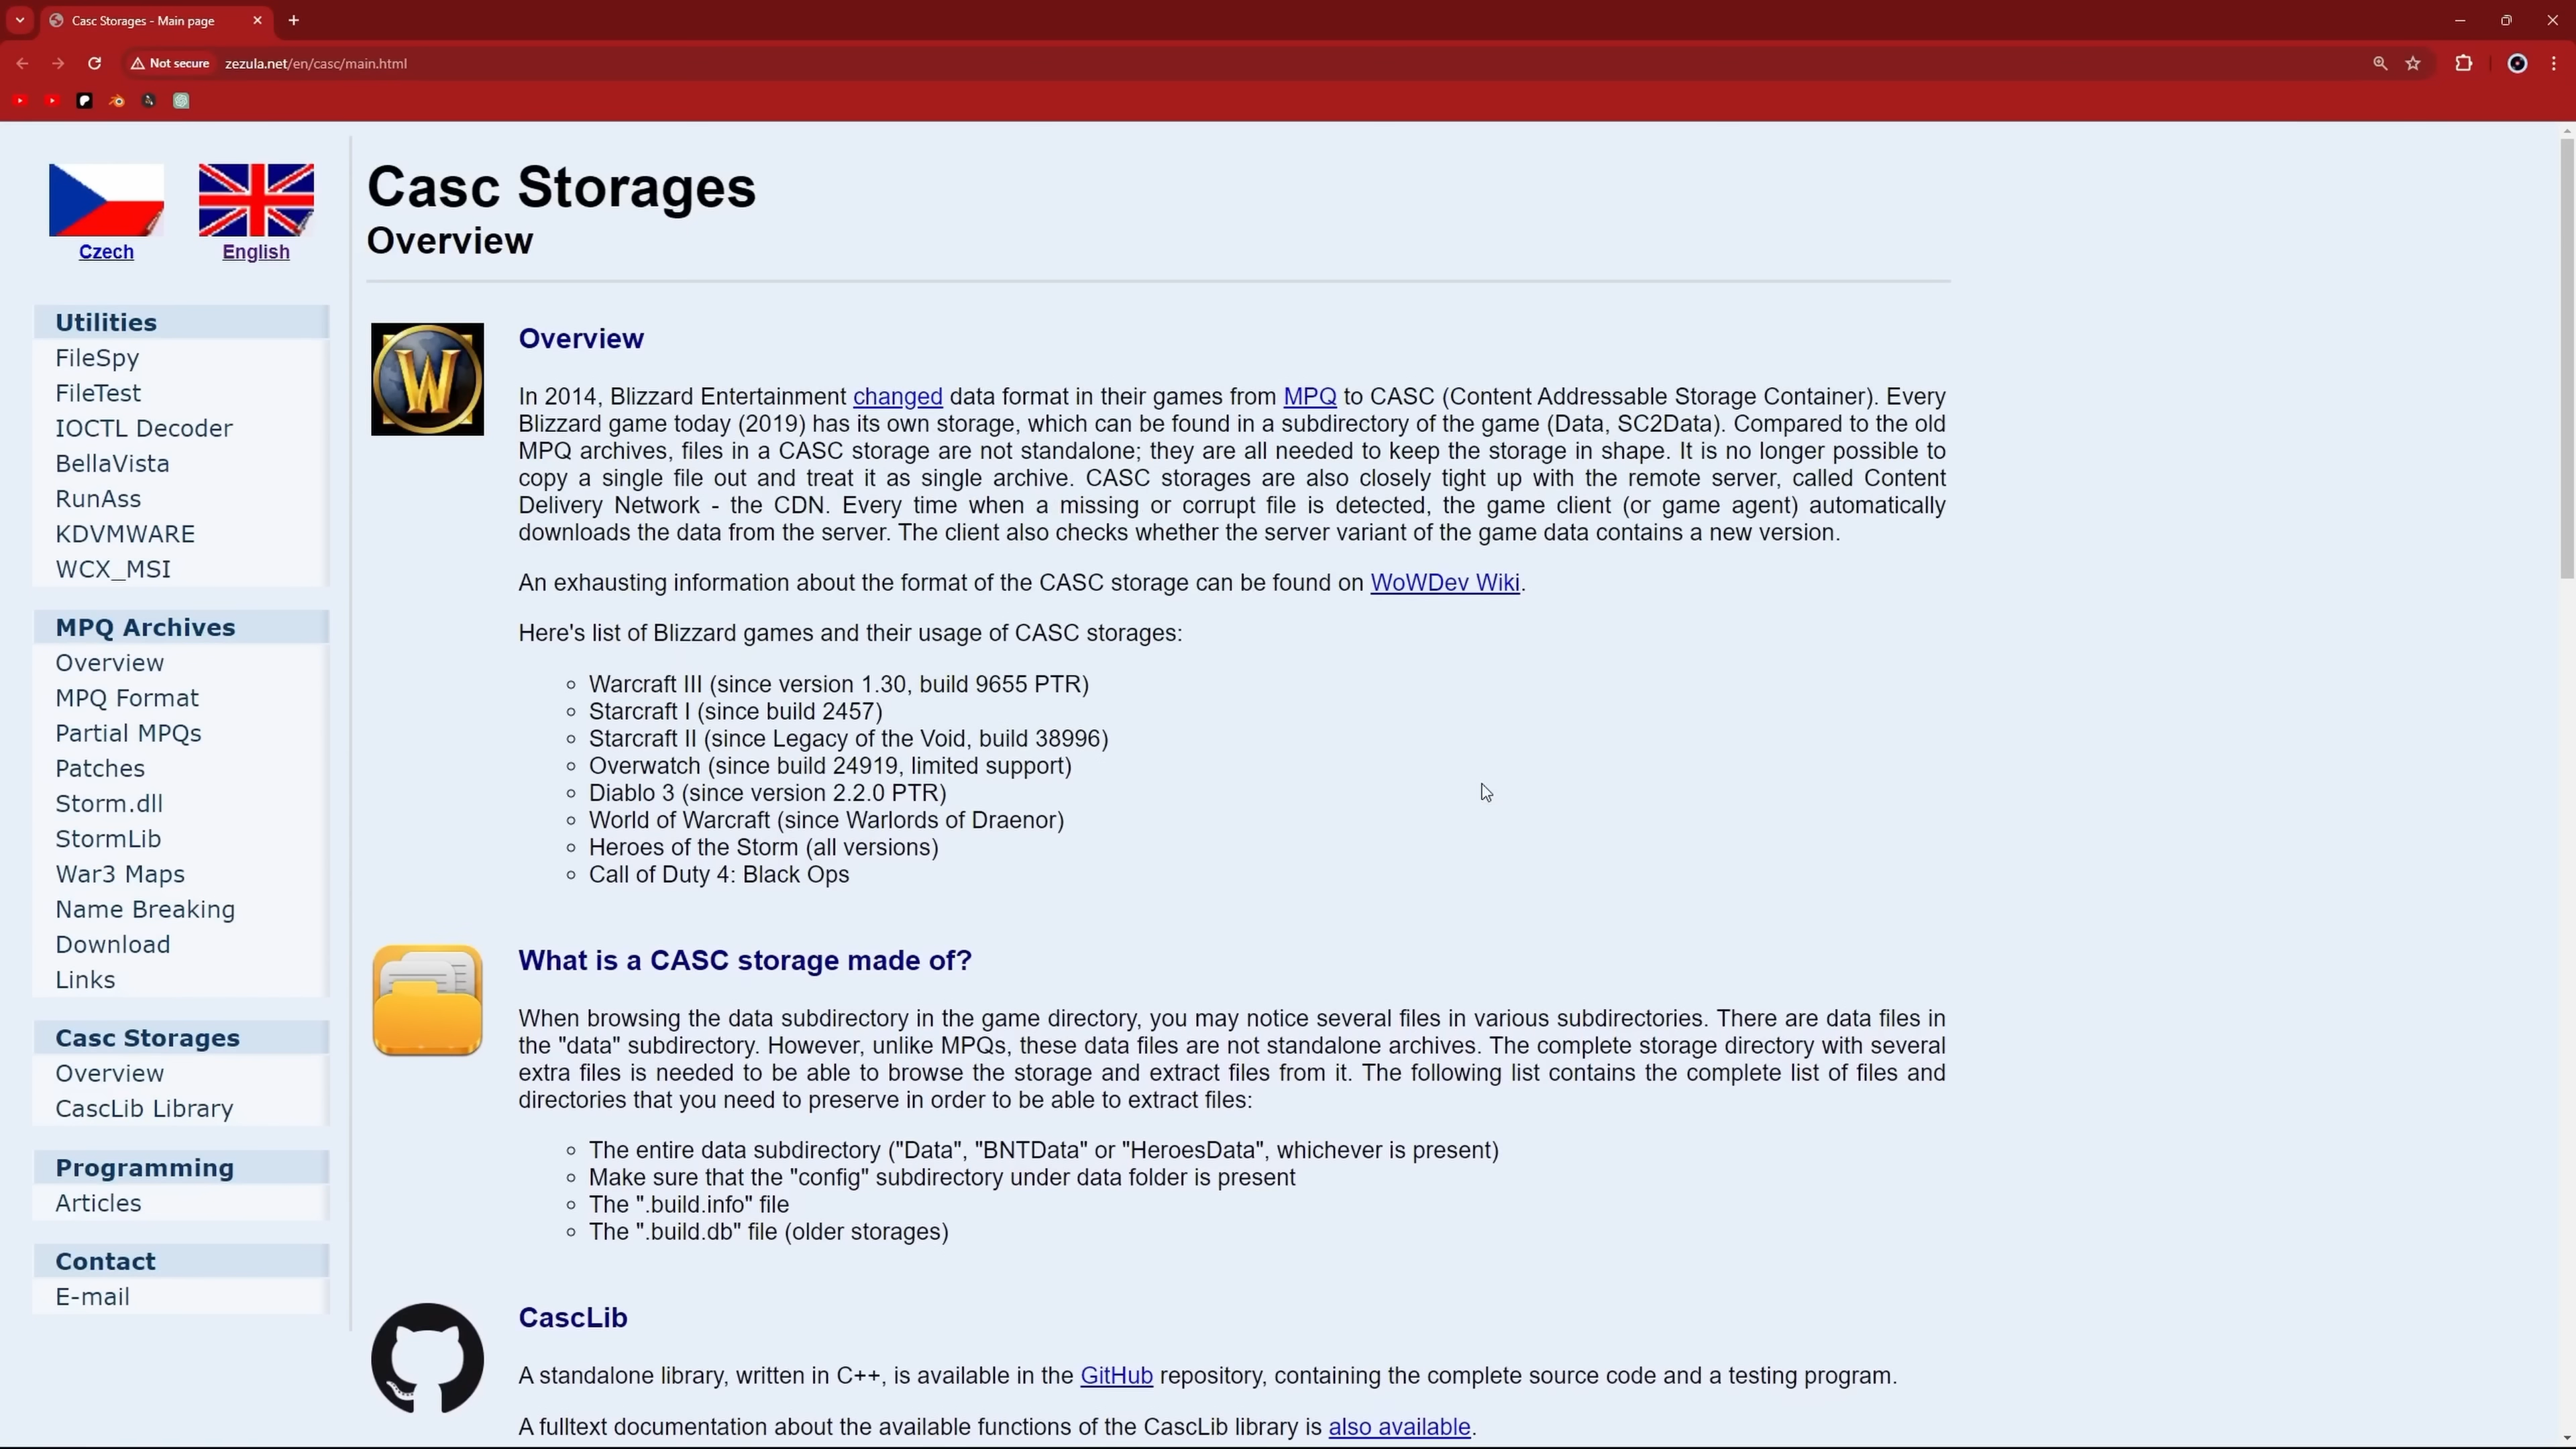 Casc Storages - Main page
Not secure
zezula.net/en/casc/main.html
Czech
English
Utilities
FileSpy
FileTest
IOCTL Decoder
BellaVista
RunAss
KDVMWARE
WCX_MSI
MPQ Archives
Overview
MPQ Format
Partial MPQs
Patches
Storm.dll
StormLib
War3 Maps
Name Breaking
Download
Links
Casc Storages
Overview
CascLib Library
Programming
Articles
Contact
E-mail
Casc Storages
Overview
W
Overview
In 2014, Blizzard Entertainment changed data format in their games from MPQ to CASC (Content Addressable Storage Container). Every
Blizzard game today (2019) has its own storage, which can be found in a subdirectory of the game (Data, SC2Data). Compared to the old
MPQ archives, files in a CASC storage are not standalone; they are all needed to keep the storage in shape. It is no longer possible to
copy a single file out and treat it as single archive. CASC storages are also closely tight up with the remote server, called Content
Delivery Network - the CDN. Every time when a missing or corrupt file is detected, the game client (or game agent) automatically
downloads the data from the server. The client also checks whether the server variant of the game data contains a new version.
An exhausting information about the format of the CASC storage can be found on WoWDev Wiki.
Here's list of Blizzard games and their usage of CASC storages:
Warcraft III (since version 1.30, build 9655 PTR)
Starcraft I (since build 2457)
Starcraft II (since Legacy of the Void, build 38996)
Overwatch (since build 24919, limited support)
Diablo 3 (since version 2.2.0 PTR)
World of Warcraft (since Warlords of Draenor)
Heroes of the Storm (all versions)
Call of Duty 4: Black Ops
What is a CASC storage made of?
When browsing the data subdirectory in the game directory, you may notice several files in various subdirectories. There are data files in
the "data" subdirectory. However, unlike MPQs, these data files are not standalone archives. The complete storage directory with several
extra files is needed to be able to browse the storage and extract files from it. The following list contains the complete list of files and
directories that you need to preserve in order to be able to extract files:
The entire data subdirectory ("Data", "BNTData" or "HeroesData", whichever is present)
Make sure that the "config" subdirectory under data folder is present
The ".build.info" file
The ".build.db" file (older storages)
CascLib
A standalone library, written in C++, is available in the GitHub repository, containing the complete source code and a testing program.
A fulltext documentation about the available functions of the CascLib library is also available.